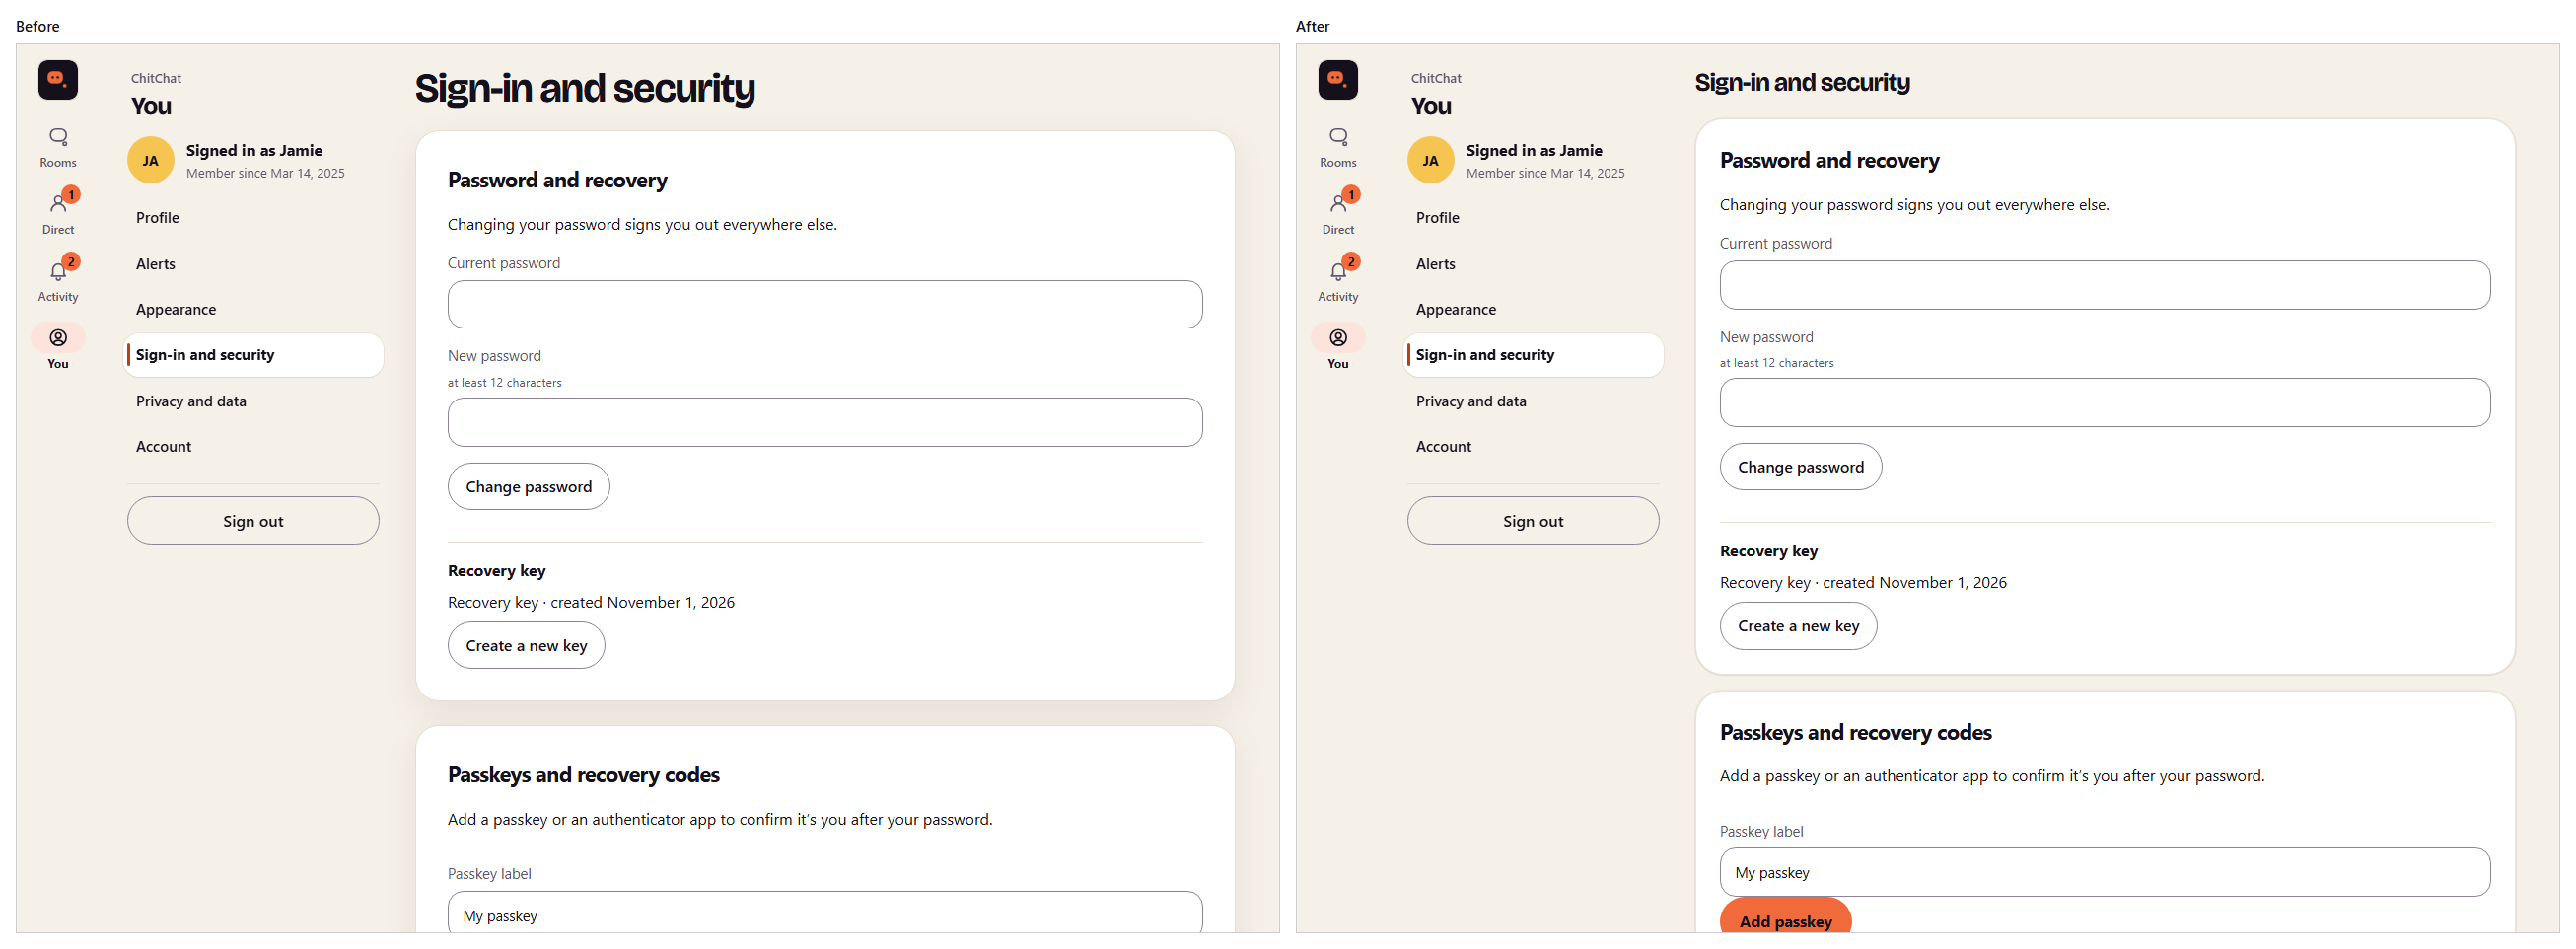 Before
ChitChat
You
JA
Signed in as Jamie
Member since Mar 14, 2025
Rooms
1
Direct
2
Activity
You
Profile
Alerts
Appearance
Sign-in and security
Privacy and data
Account
Sign out
Sign-in and security
Password and recovery
Changing your password signs you out everywhere else.
Current password
New password
at least 12 characters
Change password
Recovery key
Recovery key · created November 1, 2026
Create a new key
Passkeys and recovery codes
Add a passkey or an authenticator app to confirm it’s you after your password.
Passkey label
My passkey
After
ChitChat
You
JA
Signed in as Jamie
Member since Mar 14, 2025
Rooms
1
Direct
2
Activity
You
Profile
Alerts
Appearance
Sign-in and security
Privacy and data
Account
Sign out
Sign-in and security
Password and recovery
Changing your password signs you out everywhere else.
Current password
New password
at least 12 characters
Change password
Recovery key
Recovery key · created November 1, 2026
Create a new key
Passkeys and recovery codes
Add a passkey or an authenticator app to confirm it’s you after your password.
Passkey label
My passkey
Add passkey